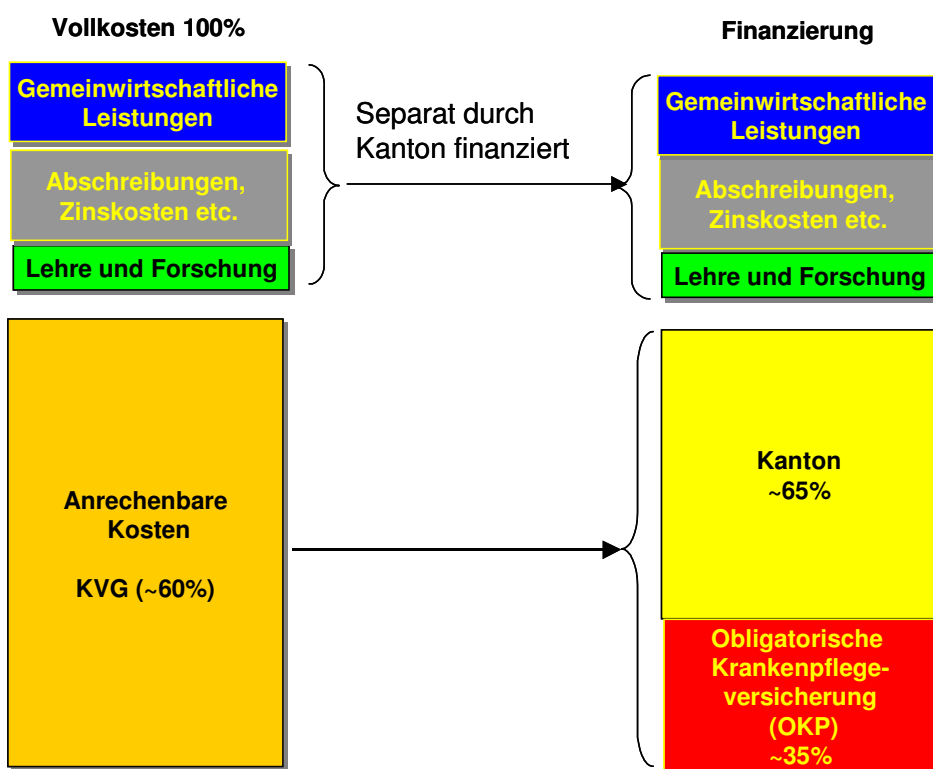 Vollkosten 100%
Finanzierung
Gemeinwirtschaftliche
Leistungen
Abschreibungen,
Zinskosten etc.
Lehre und Forschung
Separat durch
Kanton finanziert
Gemeinwirtschaftliche
Leistungen
Abschreibungen,
Zinskosten etc.
Lehre und Forschung
Anrechenbare
Kosten
KVG (~60%)
Kanton
~65%
Obligatorische
Krankenpflege-
versicherung
(OKP)
~35%